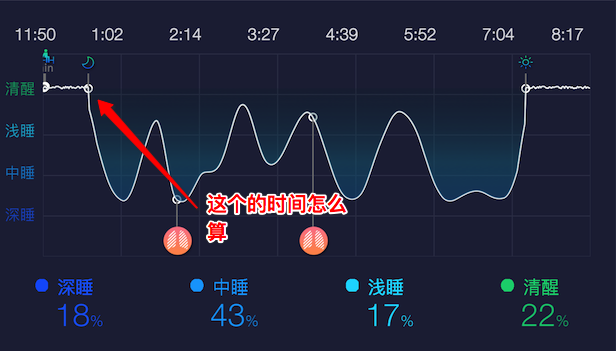 11:50 1:02 2:14 3:27 4:39 5:52 7:04 8:17
in
清醒
浅睡
中睡
深睡
这个的时间怎么
算
深睡 中睡 浅睡 清醒
18% 43% 17% 22%